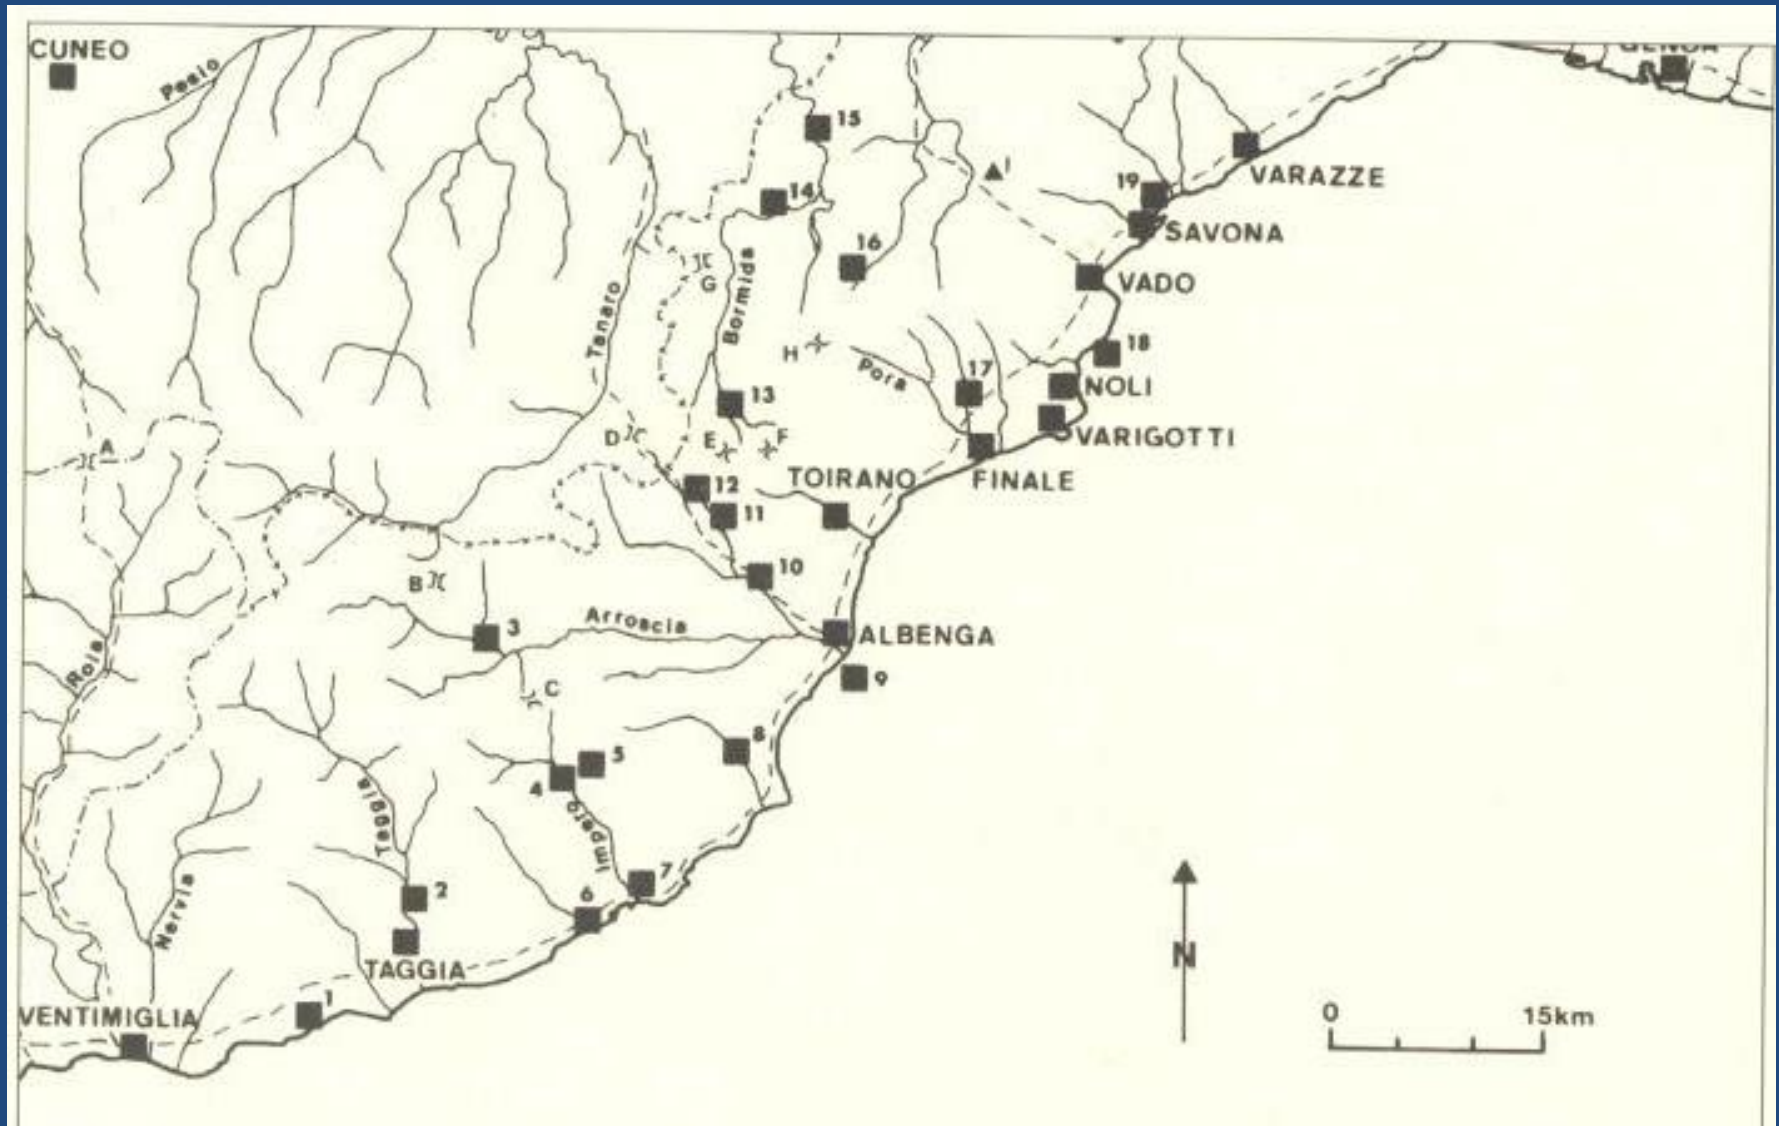 CUNEO
Pesio
GENOA
15
I
VARAZZE
14
19
SAVONA
16
G
Bormida
VADO
Tanaro
H
Pora
17
18
NOLI
13
D
E
F
VARIGOTTI
A
TOIRANO
FINALE
12
11
B
10
3
Arroscia
ALBENGA
Roia
9
C
8
5
4
Taggia
Impero
7
2
6
Nervia
TAGGIA
N
VENTIMIGLIA
1
0
15km